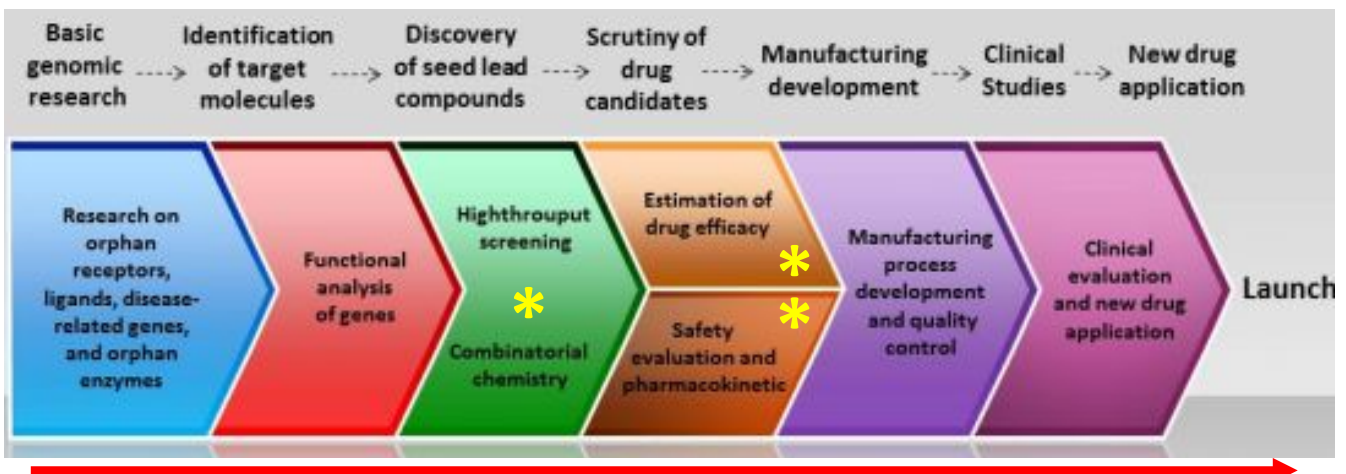 Basic
genomic
research
Identification
of target
molecules
Discovery
of seed lead
compounds
Scrutiny of
drug
candidates
Manufacturing
development
Clinical
Studies
New drug
application
Research on
orphan
receptors,
ligands, disease-
related genes,
and orphan
enzymes
Functional
analysis
of genes
Highthrouput
screening
*
Combinatorial
chemistry
Estimation of
drug efficacy
*
*
Safety
evaluation and
pharmacokinetic
Manufacturing
process
development
and quality
control
Clinical
evaluation
and new drug
application
Launch